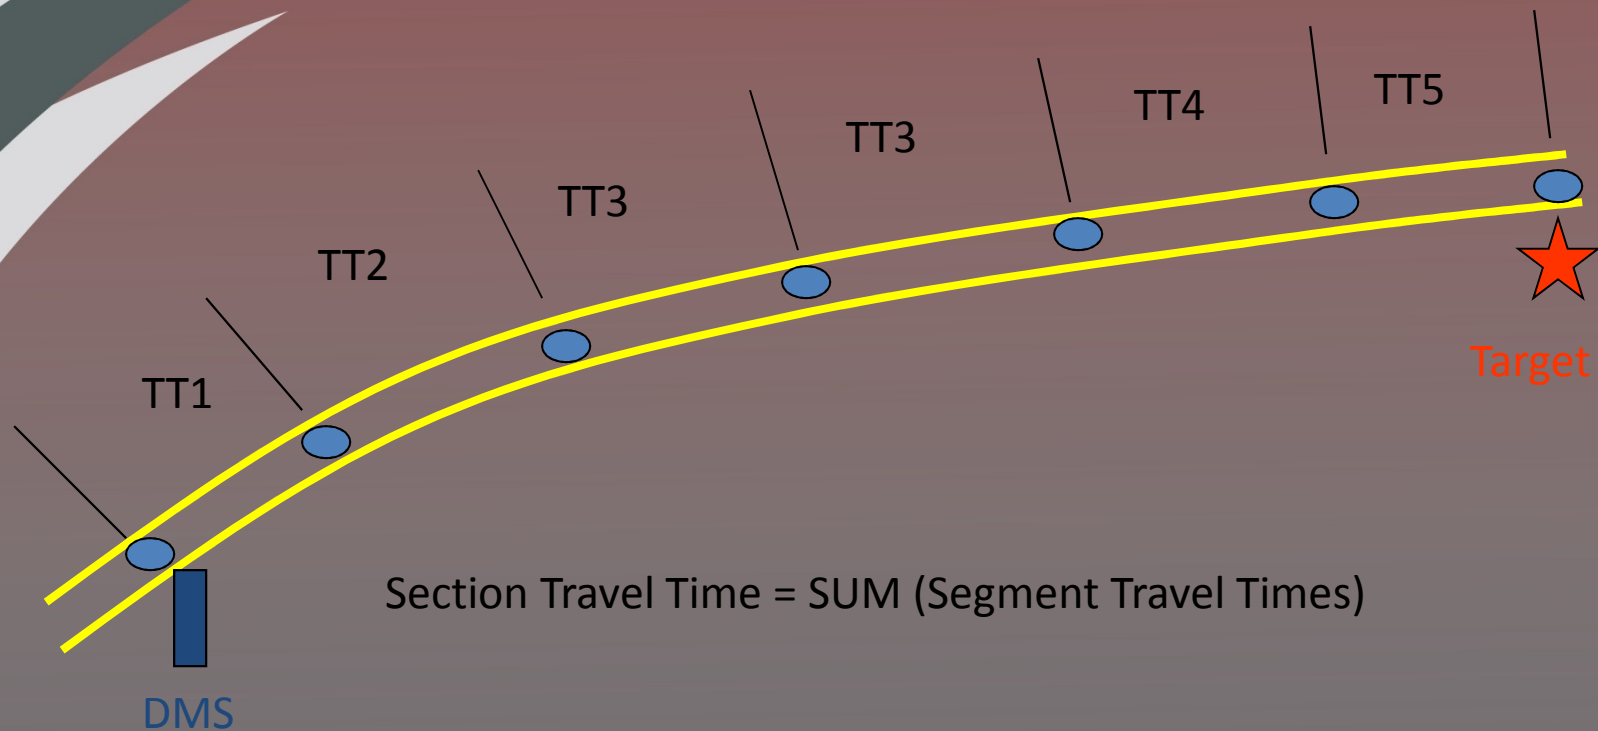 TT1
TT2
TT3
TT3
TT4
TT5
Target
Section Travel Time = SUM (Segment Travel Times)
DMS